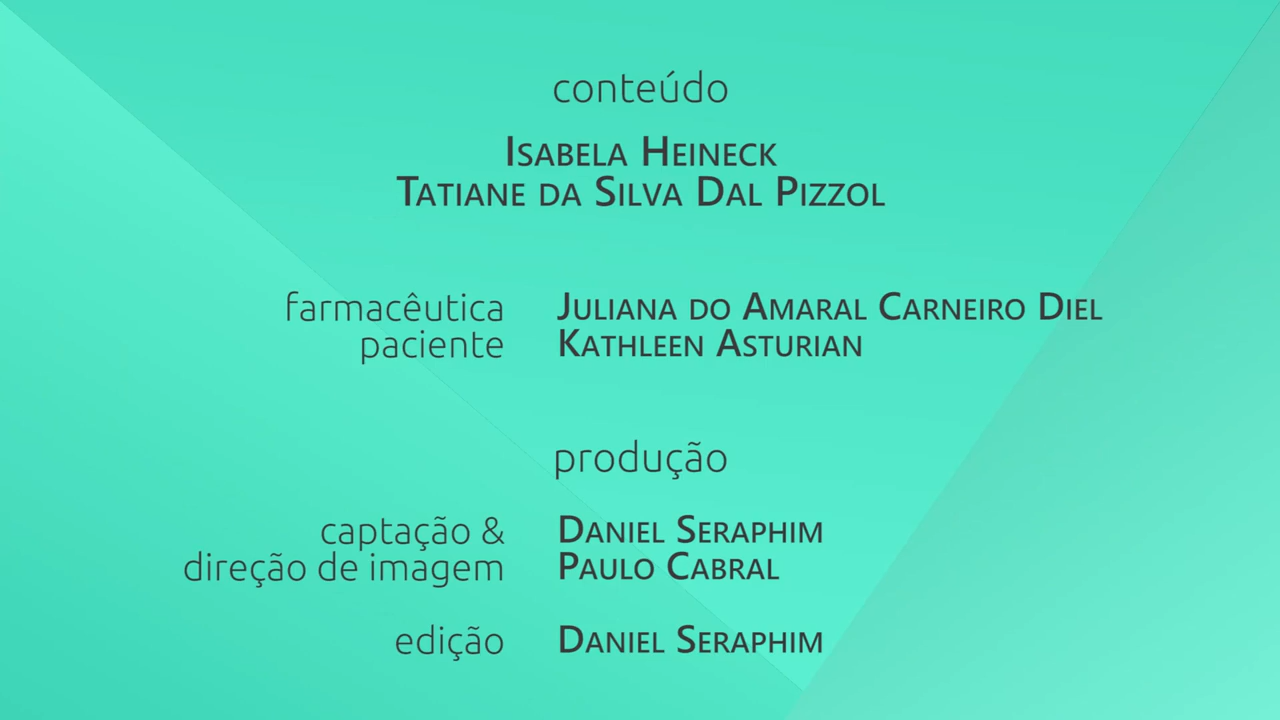 conteúdo
Isabela Heineck
Tatiane da Silva Dal Pizzol
farmacêutica Juliana do Amaral Carneiro Diel
paciente Kathleen Asturian
produção
captação & Daniel Seraphim
direção de imagem Paulo Cabral
edição Daniel Seraphim